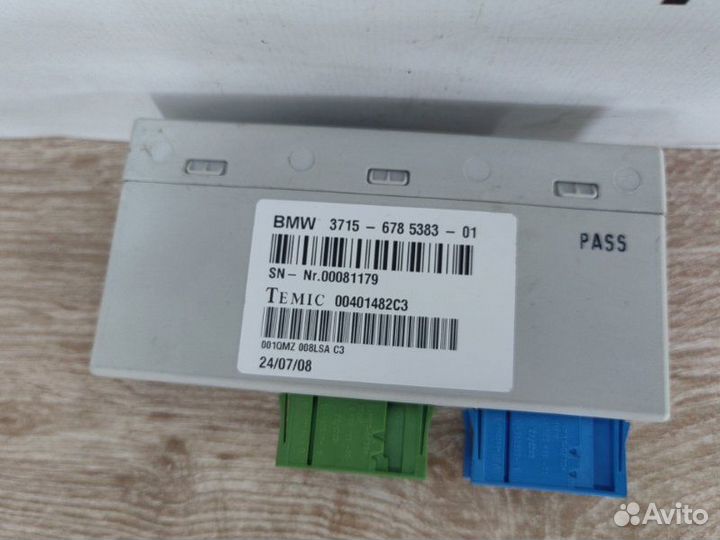 BMW 3715 - 678 5383 - 01
PASS
SN- Nr.00081179
TEMIC 00401482C3
001QMZ 008LSA C3
24/07/08
Avito